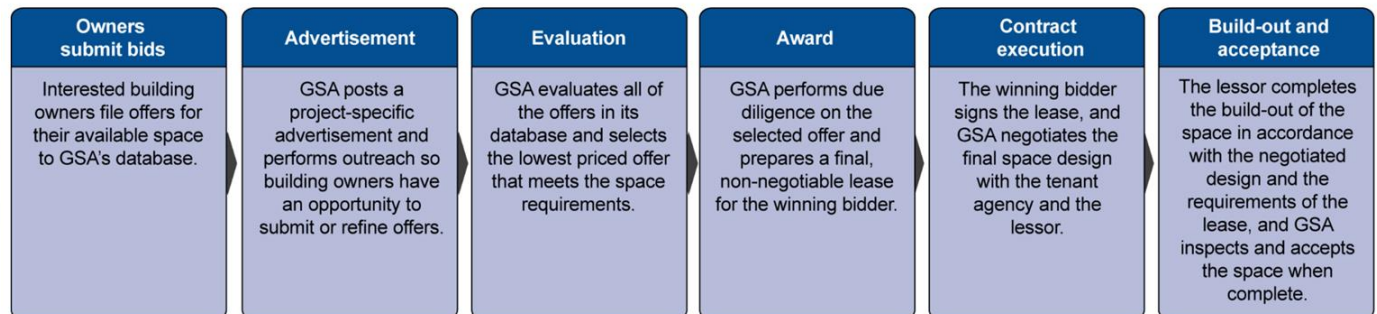 Owners
submit bids
Interested building
owners file offers for
their available space
to GSA's database.
Advertisement
GSA posts a
project-specific
advertisement and
performs outreach so
building owners have
an opportunity to
submit or refine offers.
Evaluation
GSA evaluates all of
the offers in its
database and selects
the lowest priced offer
that meets the space
requirements.
Award
GSA performs due
diligence on the
selected offer and
prepares a final,
non-negotiable lease
for the winning bidder.
Contract
execution
The winning bidder
signs the lease, and
GSA negotiates the
final space design
with the tenant
agency and the
lessor.
Build-out and
acceptance
The lessor completes
the build-out of the
space in accordance
with the negotiated
design and the
requirements of the
lease, and GSA
inspects and accepts
the space when
complete.